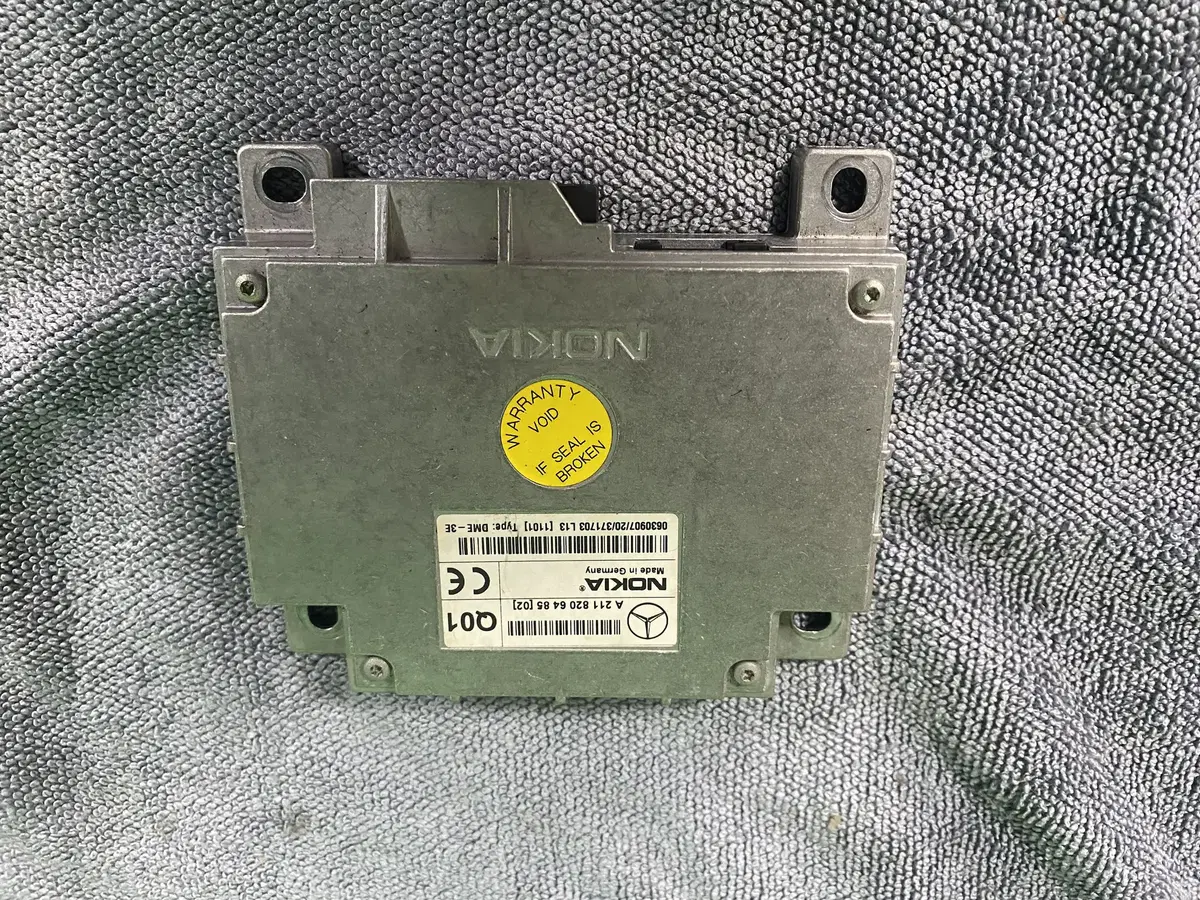 NOKIA
WARRANTY
VOID
IF SEAL IS
BROKEN
A 211 820 64 85 [02]
Q01
NOKIA®
Made in Germany
CE
0630907/20/371703 L13 [1101] Type: DME-3E